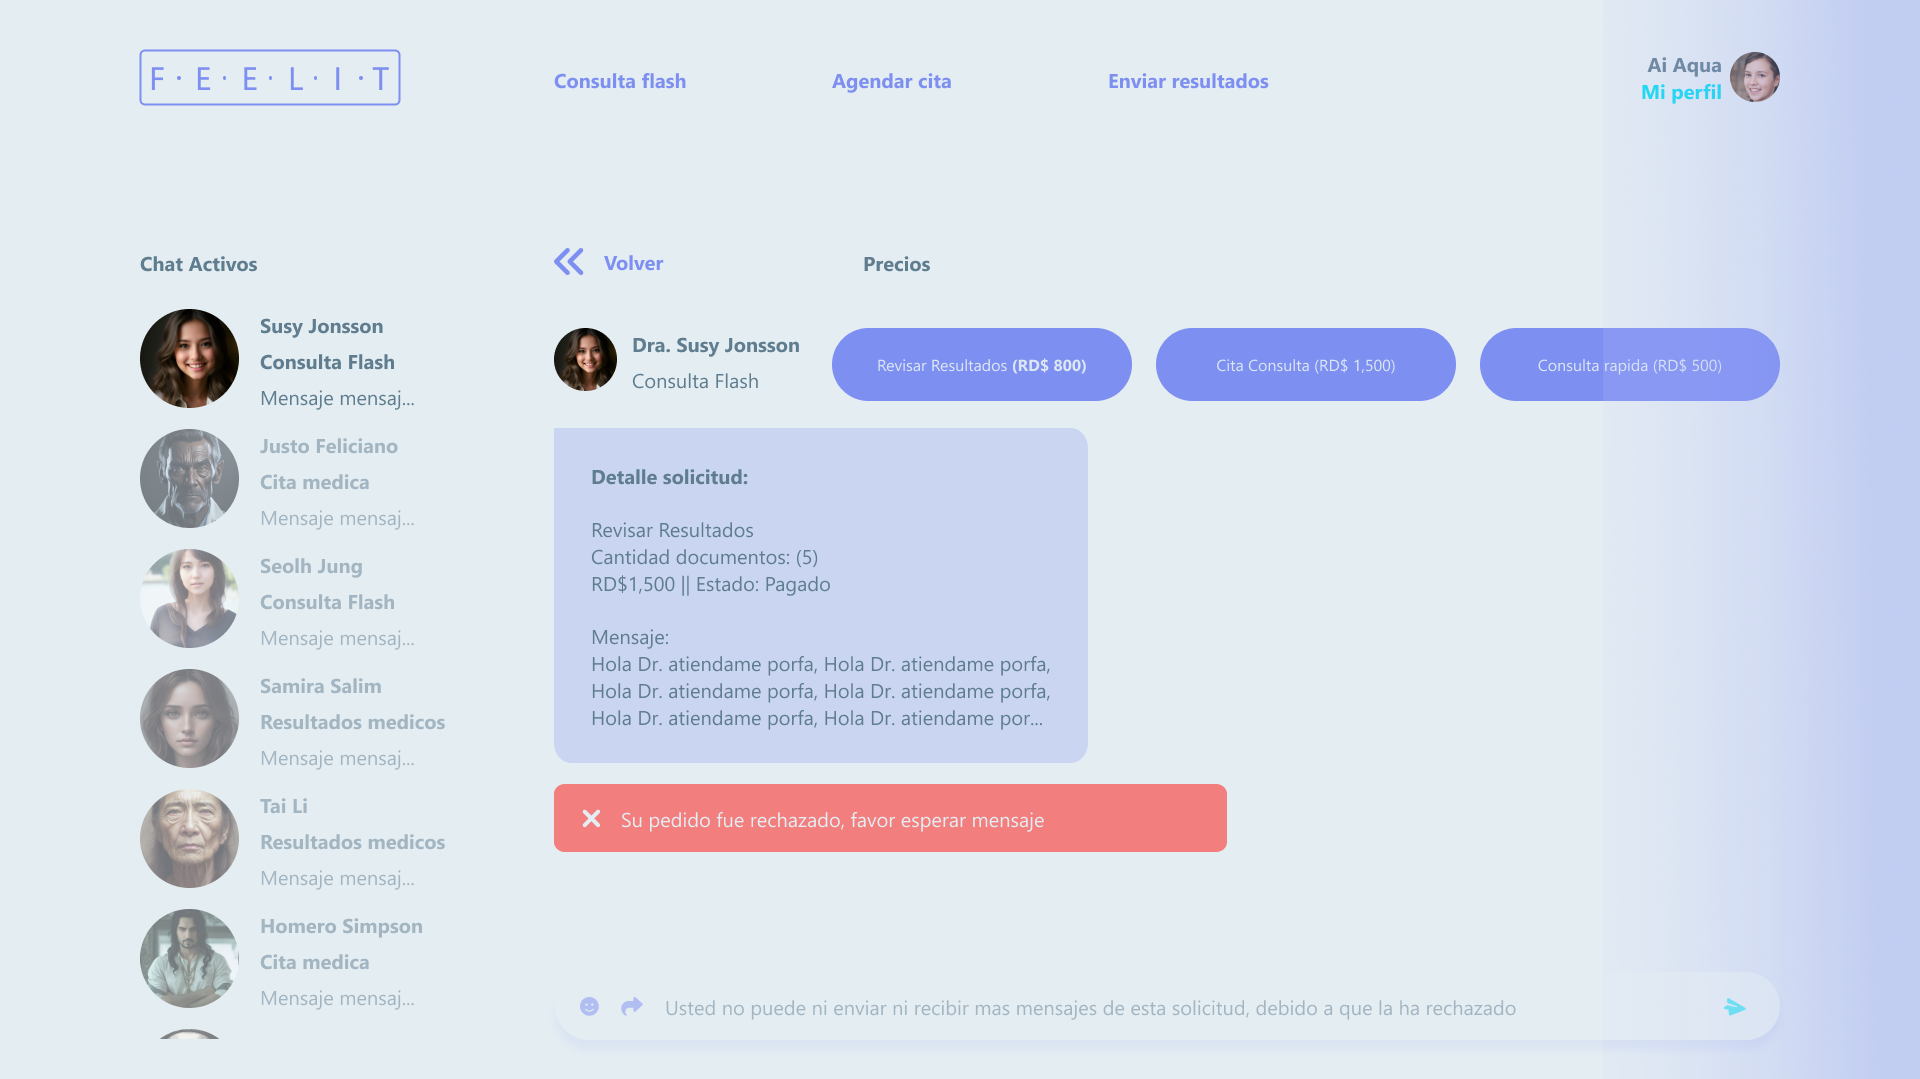 F·E·E·L·I·T
Consulta flash
Agendar cita
Enviar resultados
Ai Aqua
Mi perfil
Chat Activos
Susy Jonsson
Consulta Flash
Mensaje mensaj...
Justo Feliciano
Cita medica
Mensaje mensaj...
Seolh Jung
Consulta Flash
Mensaje mensaj...
Samira Salim
Resultados medicos
Mensaje mensaj...
Tai Li
Resultados medicos
Mensaje mensaj...
Homero Simpson
Cita medica
Mensaje mensaj...
Volver
Precios
Dra. Susy Jonsson
Consulta Flash
Revisar Resultados (RD$ 800)
Cita Consulta (RD$ 1,500)
Consulta rapida (RD$ 500)
Detalle solicitud:
Revisar Resultados
Cantidad documentos: (5)
RD$1,500 || Estado: Pagado
Mensaje:
Hola Dr. atiendame porfa, Hola Dr. atiendame porfa,
Hola Dr. atiendame porfa, Hola Dr. atiendame porfa,
Hola Dr. atiendame porfa, Hola Dr. atiendame por...
Su pedido fue rechazado, favor esperar mensaje
Usted no puede ni enviar ni recibir mas mensajes de esta solicitud, debido a que la ha rechazado